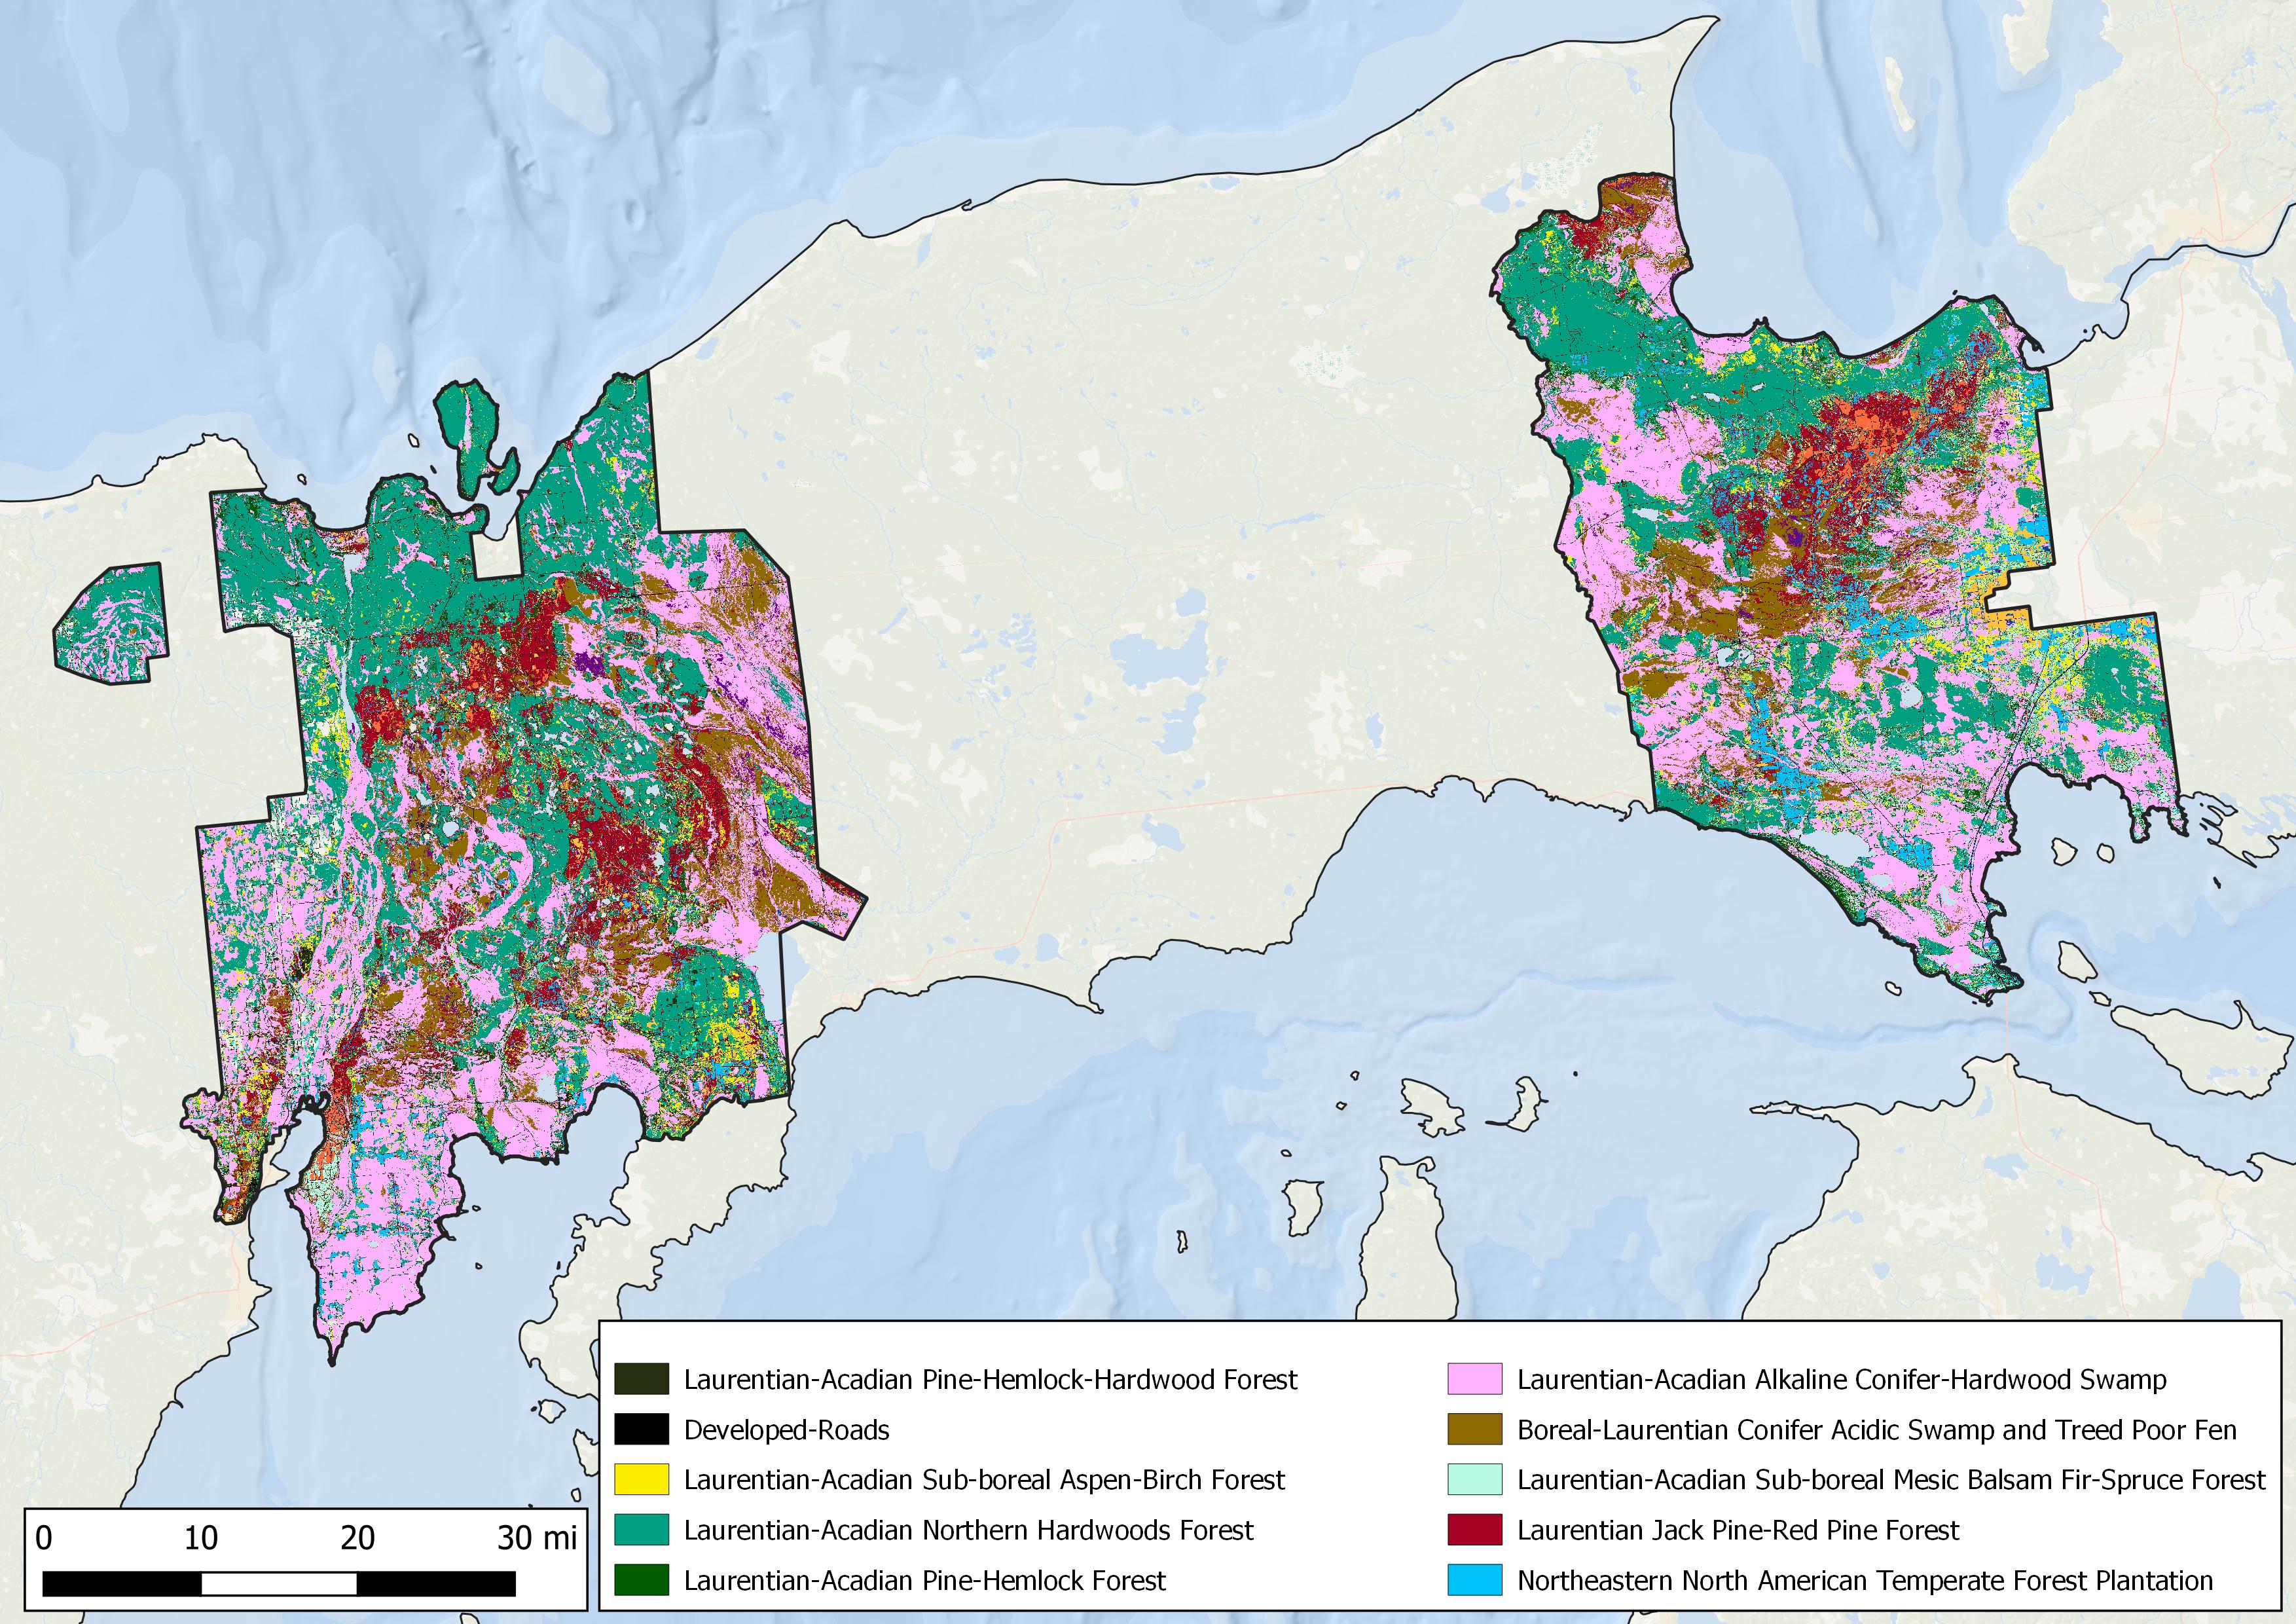 Laurentian-Acadian Pine-Hemlock-Hardwood Forest
Developed-Roads
Laurentian-Acadian Sub-boreal Aspen-Birch Forest
Laurentian-Acadian Northern Hardwoods Forest
Laurentian-Acadian Pine-Hemlock Forest
Laurentian-Acadian Alkaline Conifer-Hardwood Swamp
Boreal-Laurentian Conifer Acidic Swamp and Treed Poor Fen
Laurentian-Acadian Sub-boreal Mesic Balsam Fir-Spruce Forest
Laurentian Jack Pine-Red Pine Forest
Northeastern North American Temperate Forest Plantation
0 10 20 30 mi